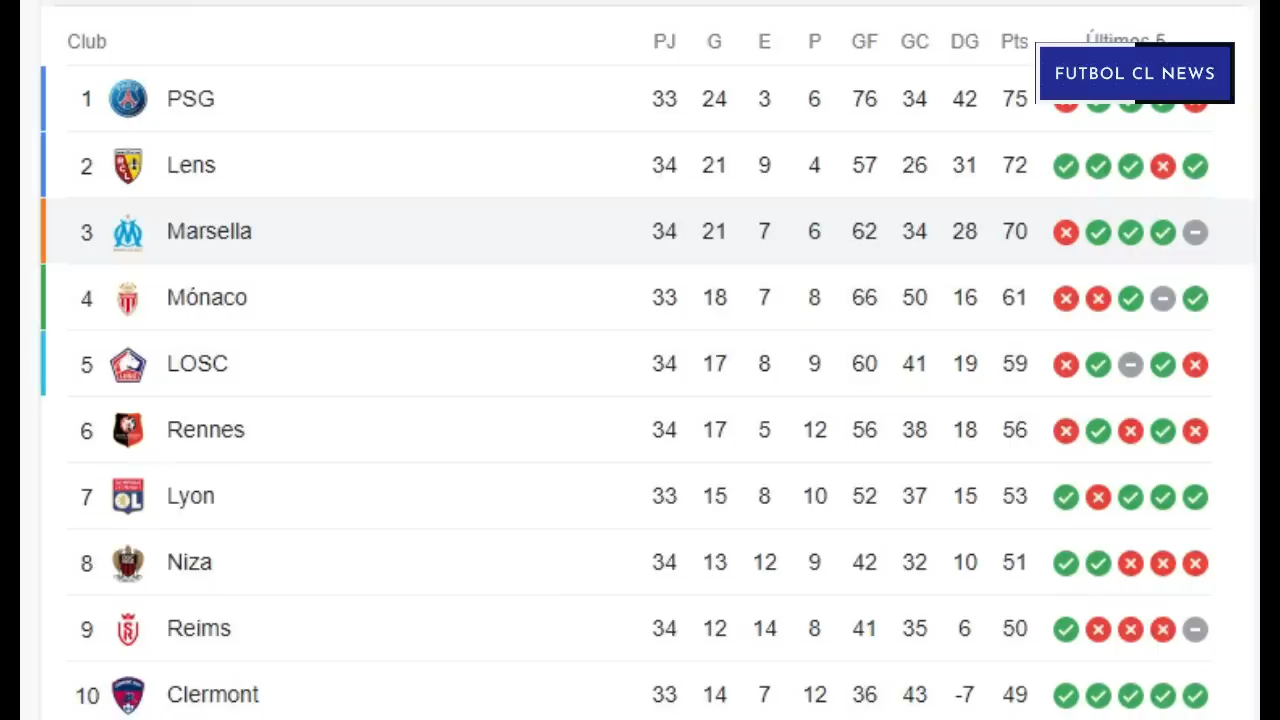 Club PJ G E P GF GC DG Pts Últimos 5
FUTBOL CL NEWS
1 PSG 33 24 3 6 76 34 42 75
2 Lens 34 21 9 4 57 26 31 72
3 Marsella 34 21 7 6 62 34 28 70
4 Mónaco 33 18 7 8 66 50 16 61
5 LOSC 34 17 8 9 60 41 19 59
6 Rennes 34 17 5 12 56 38 18 56
7 Lyon 33 15 8 10 52 37 15 53
8 Niza 34 13 12 9 42 32 10 51
9 Reims 34 12 14 8 41 35 6 50
10 Clermont 33 14 7 12 36 43 -7 49